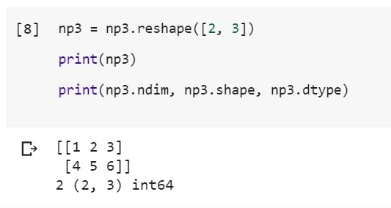 [8] np3 = np3.reshape([2, 3])
print(np3)
print(np3.ndim, np3.shape, np3.dtype)
[[1 2 3]
 [4 5 6]]
2 (2, 3) int64